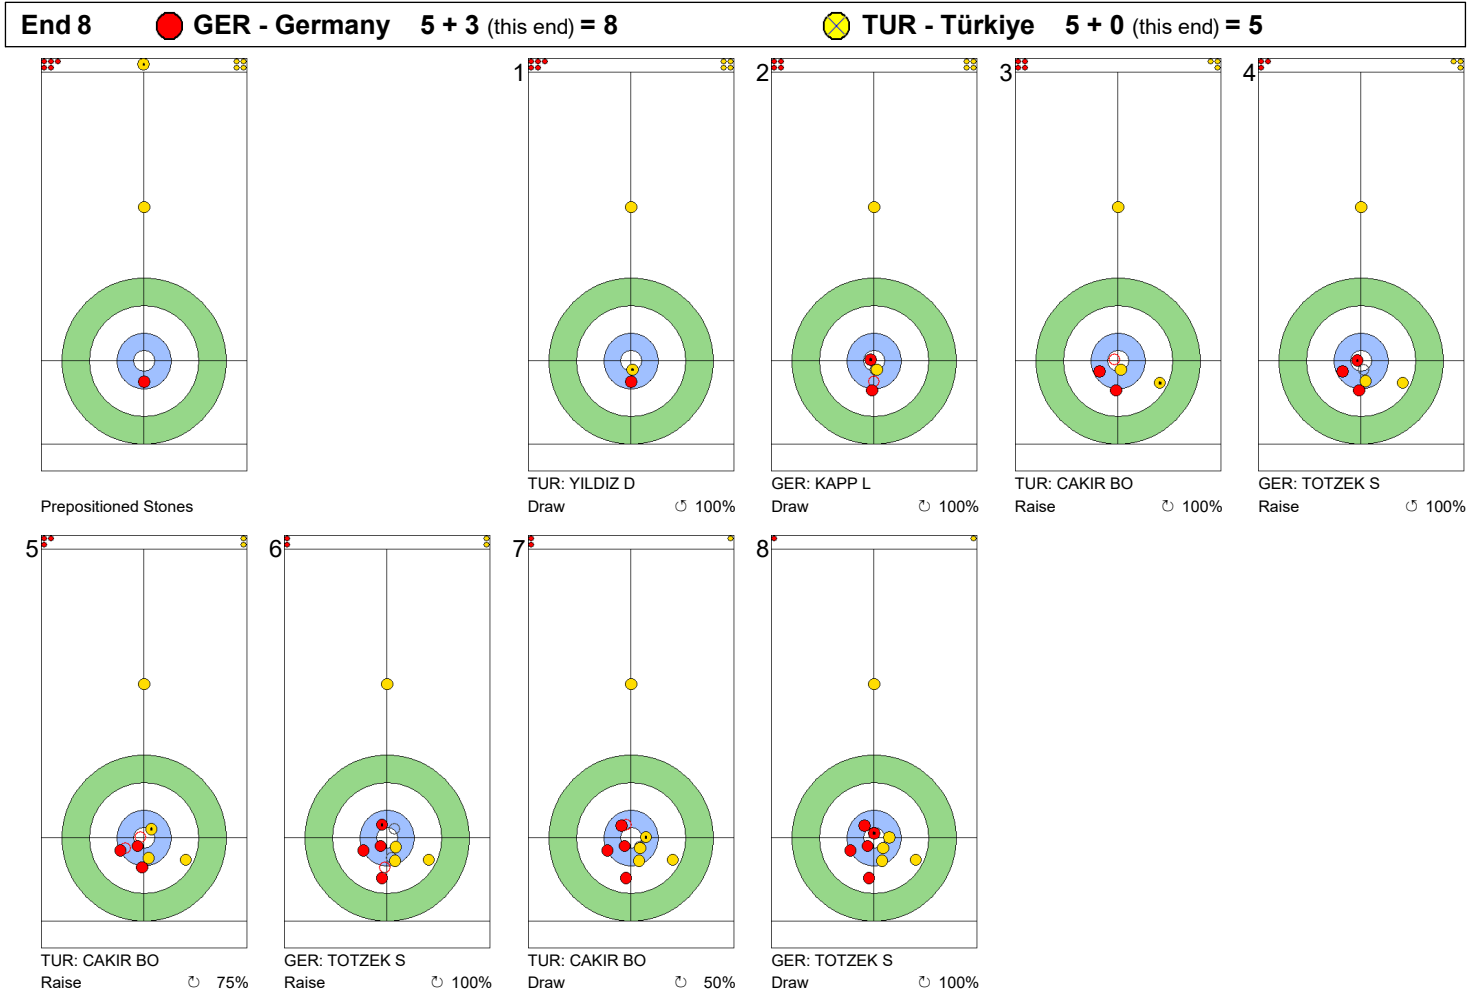 End 8 GER - Germany 5 + 3 (this end) = 8 TUR - Türkiye 5 + 0 (this end) = 5
1 2 3 4
Prepositioned Stones
TUR: YILDIZ D
Draw ↺ 100%
GER: KAPP L
Draw ↻ 100%
TUR: CAKIR BO
Raise ↻ 100%
GER: TOTZEK S
Raise ↻ 100%
5 6 7 8
TUR: CAKIR BO
Raise ↻ 75%
GER: TOTZEK S
Raise ↻ 100%
TUR: CAKIR BO
Draw ↻ 50%
GER: TOTZEK S
Draw ↻ 100%